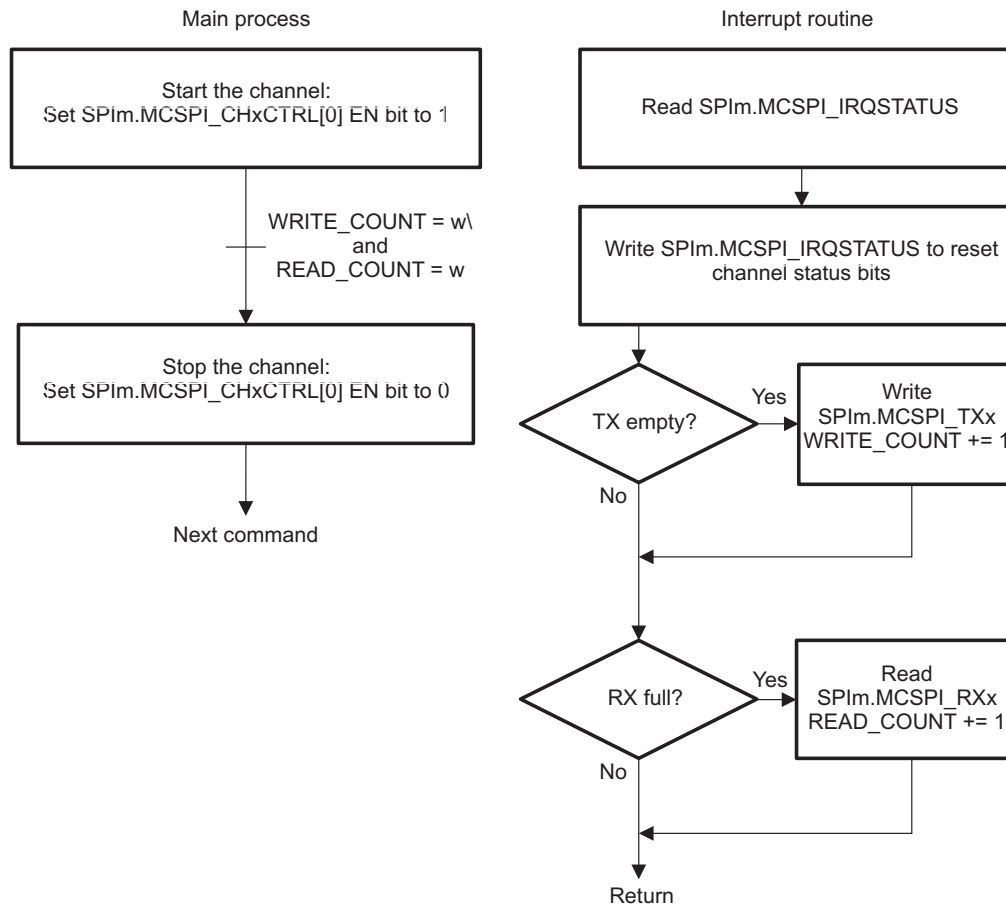 Main process
Start the channel:
Set SPIm.MCSPI_CHxCTRL[0] EN bit to 1
WRITE_COUNT = w\
and
READ_COUNT = w
Stop the channel:
Set SPIm.MCSPI_CHxCTRL[0] EN bit to 0
Next command
Interrupt routine
Read SPIm.MCSPI_IRQSTATUS
Write SPIm.MCSPI_IRQSTATUS to reset
channel status bits
TX empty?
Yes
Write
SPIm.MCSPI_TXx
WRITE_COUNT += 1
No
RX full?
Yes
Read
SPIm.MCSPI_RXx
READ_COUNT += 1
No
Return